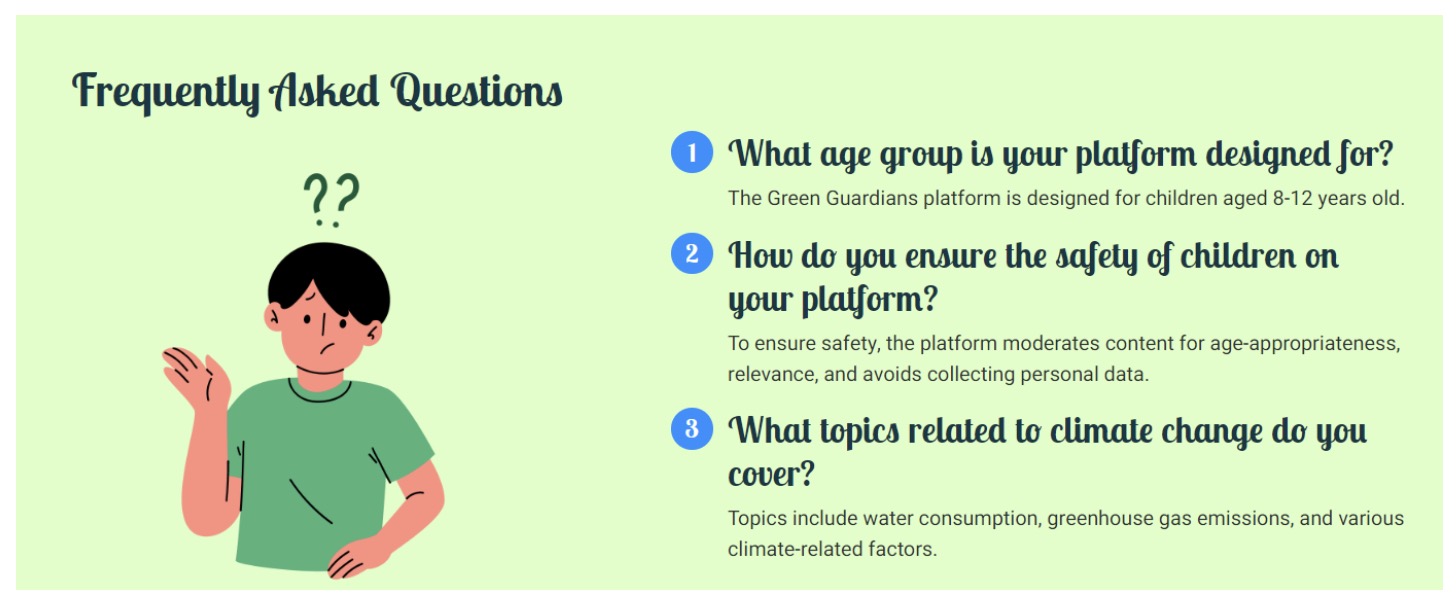 Frequently Asked Questions
??
1 What age group is your platform designed for?
The Green Guardians platform is designed for children aged 8-12 years old.
2 How do you ensure the safety of children on
your platform?
To ensure safety, the platform moderates content for age-appropriateness,
relevance, and avoids collecting personal data.
3 What topics related to climate change do you
cover?
Topics include water consumption, greenhouse gas emissions, and various
climate-related factors.